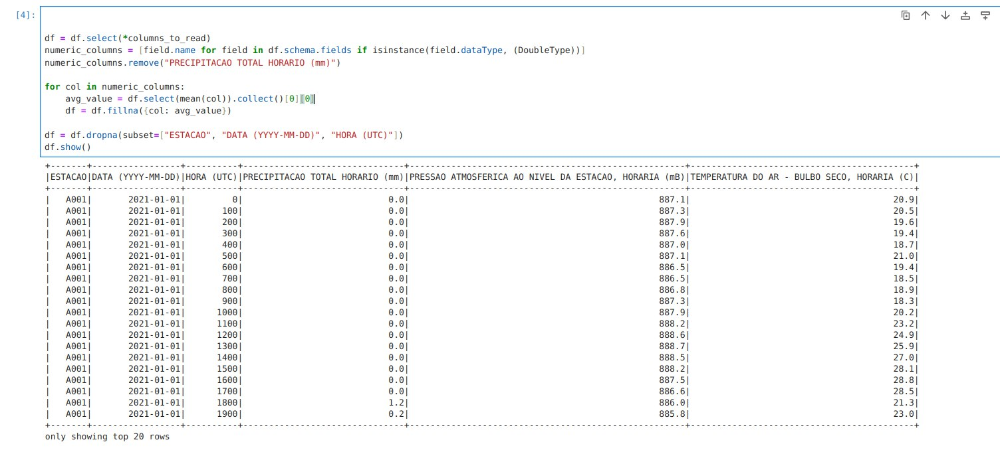 [4]:
df = df.select(*columns_to_read)
numeric_columns = [field.name for field in df.schema.fields if isinstance(field.dataType, (DoubleType))]
numeric_columns.remove("PRECIPITACAO TOTAL HORARIO (mm)")
for col in numeric_columns:
    avg_value = df.select(mean(col)).collect()[0][0]
    df = df.fillna({col: avg_value})
df = df.dropna(subset=["ESTACAO", "DATA (YYYY-MM-DD)", "HORA (UTC)"])
df.show()
+-------+-----------------+----------+-------------------------------+-----------------------------------------------------+-------------------------------------------+
|ESTACAO|DATA (YYYY-MM-DD)|HORA (UTC)|PRECIPITACAO TOTAL HORARIO (mm)|PRESSAO ATMOSFERICA AO NIVEL DA ESTACAO, HORARIA (mB)|TEMPERATURA DO AR - BULBO SECO, HORARIA (C)|
+-------+-----------------+----------+-------------------------------+-----------------------------------------------------+-------------------------------------------+
|   A001|       2021-01-01|         0|                            0.0|                                                887.1|                                       20.9|
|   A001|       2021-01-01|       100|                            0.0|                                                887.3|                                       20.5|
|   A001|       2021-01-01|       200|                            0.0|                                                887.9|                                       19.6|
|   A001|       2021-01-01|       300|                            0.0|                                                887.6|                                       19.4|
|   A001|       2021-01-01|       400|                            0.0|                                                887.0|                                       18.7|
|   A001|       2021-01-01|       500|                            0.0|                                                887.1|                                       21.0|
|   A001|       2021-01-01|       600|                            0.0|                                                886.5|                                       19.4|
|   A001|       2021-01-01|       700|                            0.0|                                                886.5|                                       18.5|
|   A001|       2021-01-01|       800|                            0.0|                                                886.8|                                       18.9|
|   A001|       2021-01-01|       900|                            0.0|                                                887.3|                                       18.3|
|   A001|       2021-01-01|      1000|                            0.0|                                                887.9|                                       20.2|
|   A001|       2021-01-01|      1100|                            0.0|                                                888.2|                                       23.2|
|   A001|       2021-01-01|      1200|                            0.0|                                                888.6|                                       24.9|
|   A001|       2021-01-01|      1300|                            0.0|                                                888.7|                                       25.9|
|   A001|       2021-01-01|      1400|                            0.0|                                                888.5|                                       27.0|
|   A001|       2021-01-01|      1500|                            0.0|                                                888.2|                                       28.1|
|   A001|       2021-01-01|      1600|                            0.0|                                                887.5|                                       28.8|
|   A001|       2021-01-01|      1700|                            0.0|                                                886.6|                                       28.5|
|   A001|       2021-01-01|      1800|                            1.2|                                                886.0|                                       21.3|
|   A001|       2021-01-01|      1900|                            0.2|                                                885.8|                                       23.0|
+-------+-----------------+----------+-------------------------------+-----------------------------------------------------+-------------------------------------------+
only showing top 20 rows